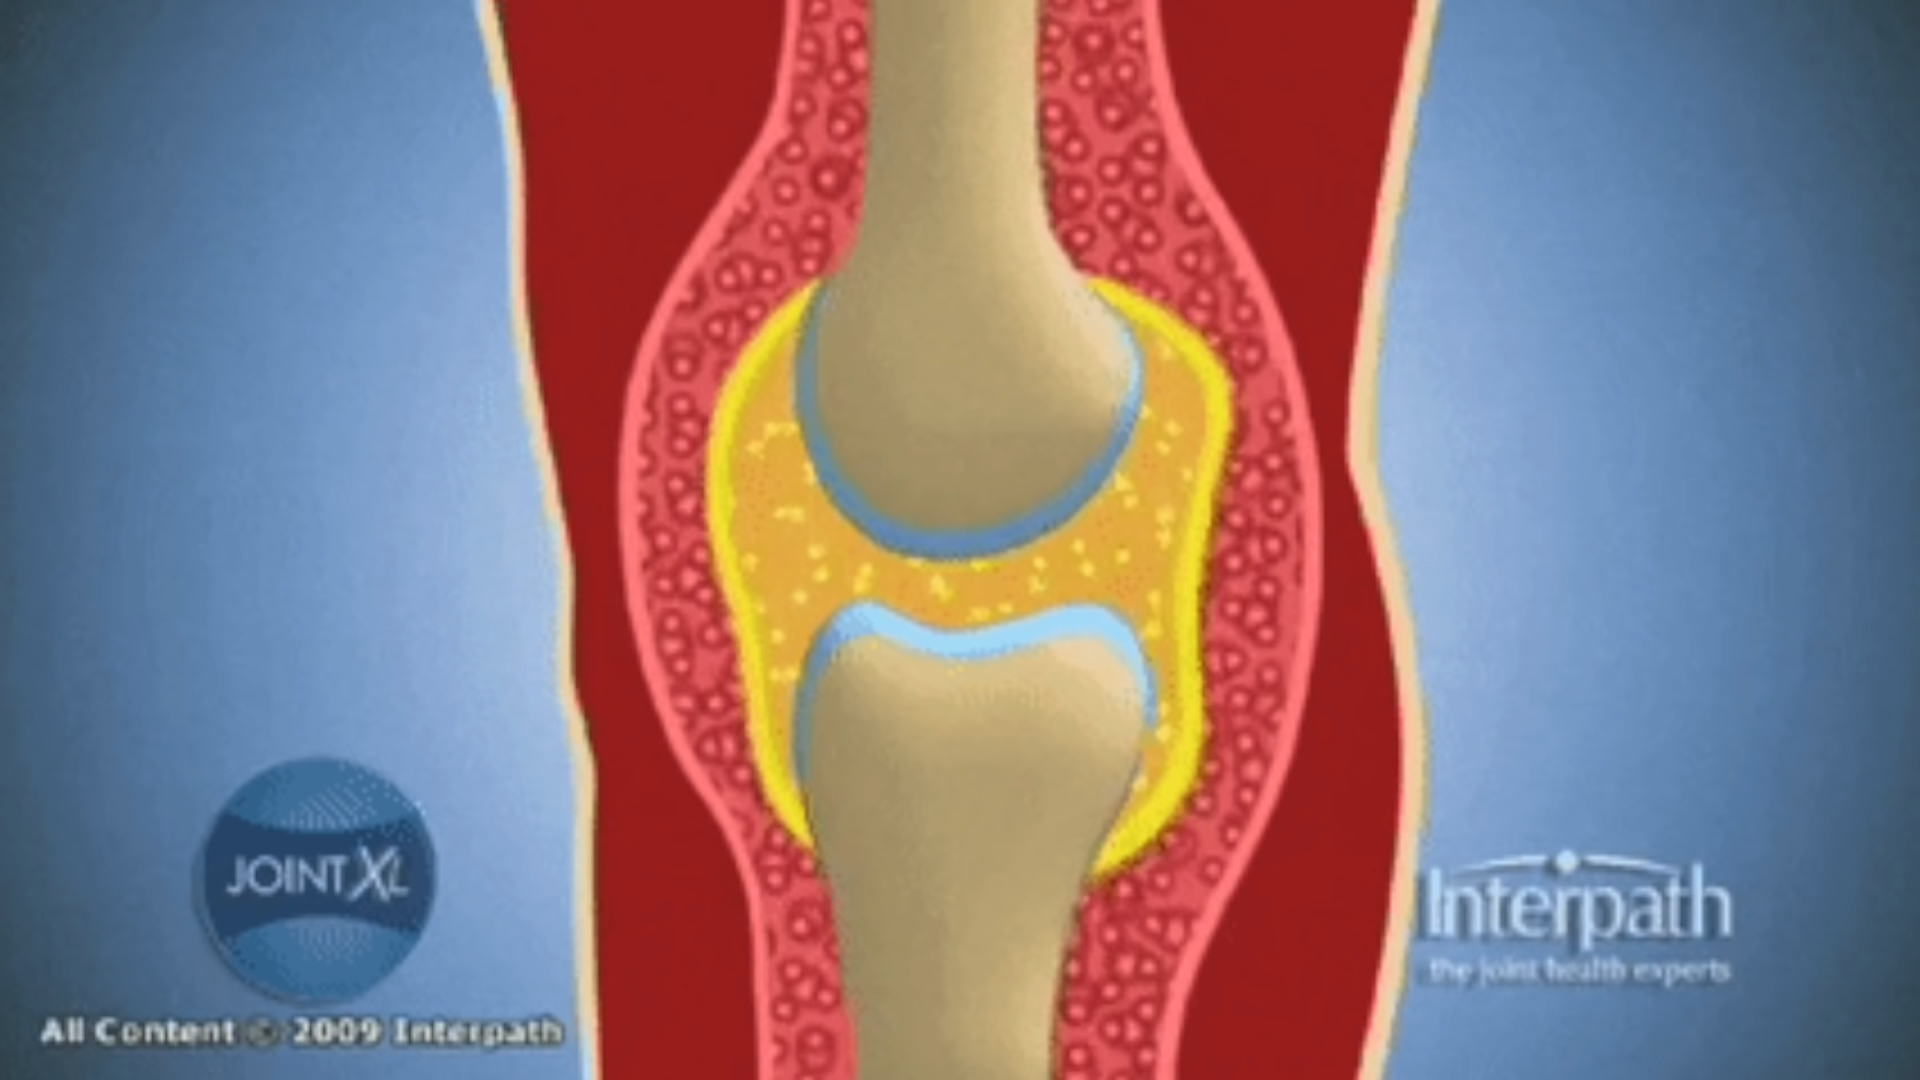 JOINT XL
Interpath
the joint health experts
All Content © 2009 Interpath